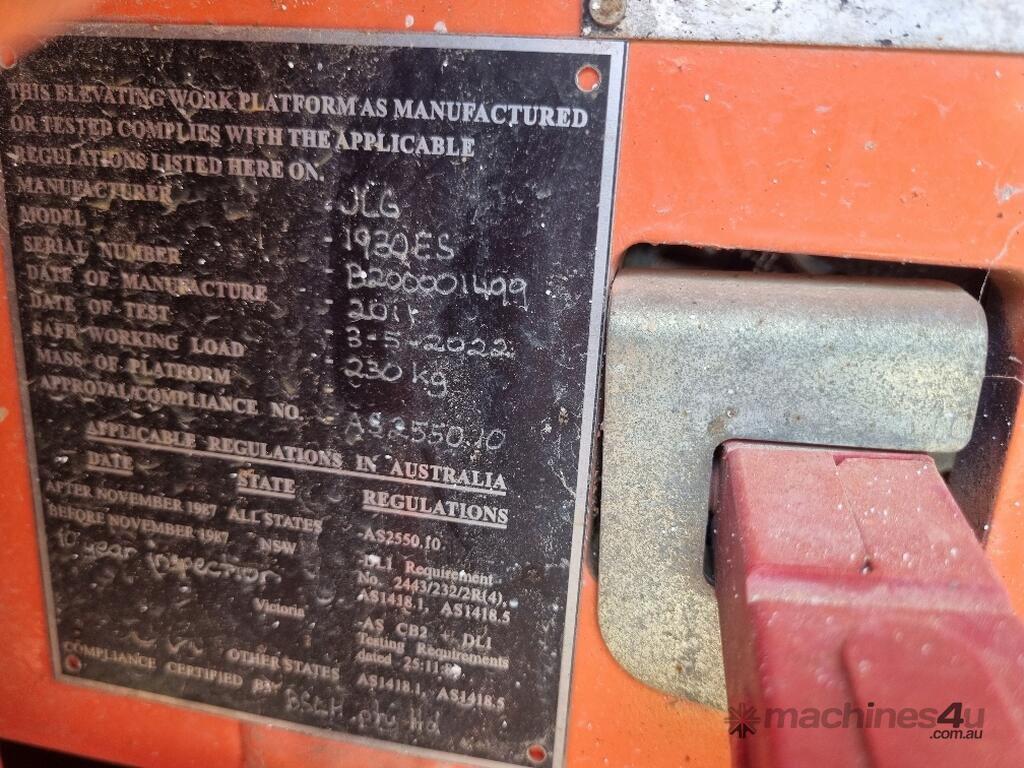 THIS ELEVATING WORK PLATFORM AS MANUFACTURED
OR TESTED COMPLIES WITH THE APPLICABLE
REGULATIONS LISTED HERE ON.
MANUFACTURER - JLG
MODEL - 1930ES
SERIAL NUMBER - B200001499
DATE OF MANUFACTURE - 2011
DATE OF TEST - 3-5-2022
SAFE WORKING LOAD - 230 kg
MASS OF PLATFORM
APPROVAL/COMPLIANCE NO. - AS2550.10
APPLICABLE REGULATIONS IN AUSTRALIA
DATE STATE REGULATIONS
AFTER NOVEMBER 1987 ALL STATES -AS2550.10
BEFORE NOVEMBER 1987 NSW -DLI Requirement
No. 2443/232/2R(4),
AS1418.1, AS1418.5
10 year inspection
Victoria -AS CB2 + DLI
Testing Requirements
dated 25:11:
OTHER STATES AS1418.1, AS1418.5
COMPLIANCE CERTIFIED BY pty ltd
machines4u
.com.au